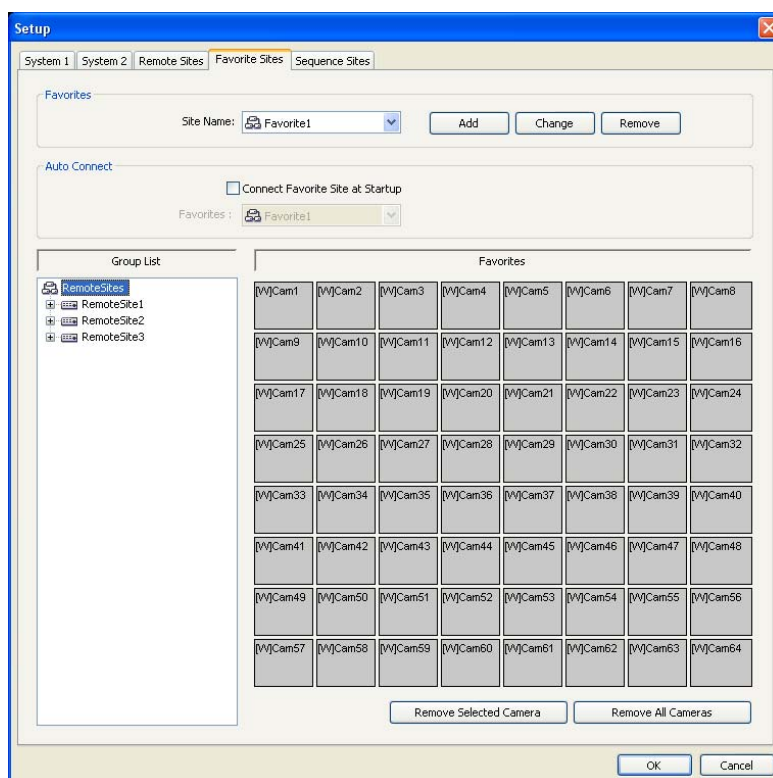 Setup
System 1 System 2 Remote Sites Favorite Sites Sequence Sites
Favorites
Site Name: Favorite1 Add Change Remove
Auto Connect
Connect Favorite Site at Startup
Favorites : Favorite1
Group List Favorites
RemoteSites
RemoteSite1
RemoteSite2
RemoteSite3
[W]Cam1 [W]Cam2 [W]Cam3 [W]Cam4 [W]Cam5 [W]Cam6 [W]Cam7 [W]Cam8
[W]Cam9 [W]Cam10 [W]Cam11 [W]Cam12 [W]Cam13 [W]Cam14 [W]Cam15 [W]Cam16
[W]Cam17 [W]Cam18 [W]Cam19 [W]Cam20 [W]Cam21 [W]Cam22 [W]Cam23 [W]Cam24
[W]Cam25 [W]Cam26 [W]Cam27 [W]Cam28 [W]Cam29 [W]Cam30 [W]Cam31 [W]Cam32
[W]Cam33 [W]Cam34 [W]Cam35 [W]Cam36 [W]Cam37 [W]Cam38 [W]Cam39 [W]Cam40
[W]Cam41 [W]Cam42 [W]Cam43 [W]Cam44 [W]Cam45 [W]Cam46 [W]Cam47 [W]Cam48
[W]Cam49 [W]Cam50 [W]Cam51 [W]Cam52 [W]Cam53 [W]Cam54 [W]Cam55 [W]Cam56
[W]Cam57 [W]Cam58 [W]Cam59 [W]Cam60 [W]Cam61 [W]Cam62 [W]Cam63 [W]Cam64
Remove Selected Camera Remove All Cameras
OK Cancel